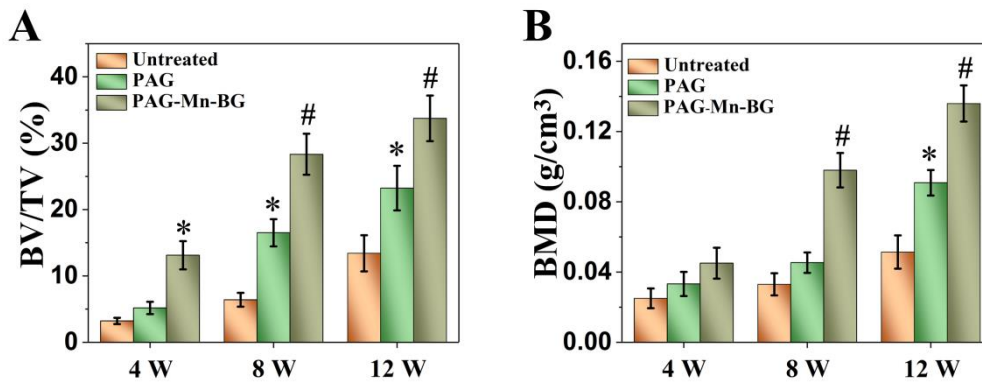 A
BV/TV (%)
40
30
20
10
0
Untreated
PAG
PAG-Mn-BG
*
*
#
*
#
4 W
8 W
12 W
B
BMD (g/cm³)
0.16
0.12
0.08
0.04
0.00
Untreated
PAG
PAG-Mn-BG
#
*
#
4 W
8 W
12 W